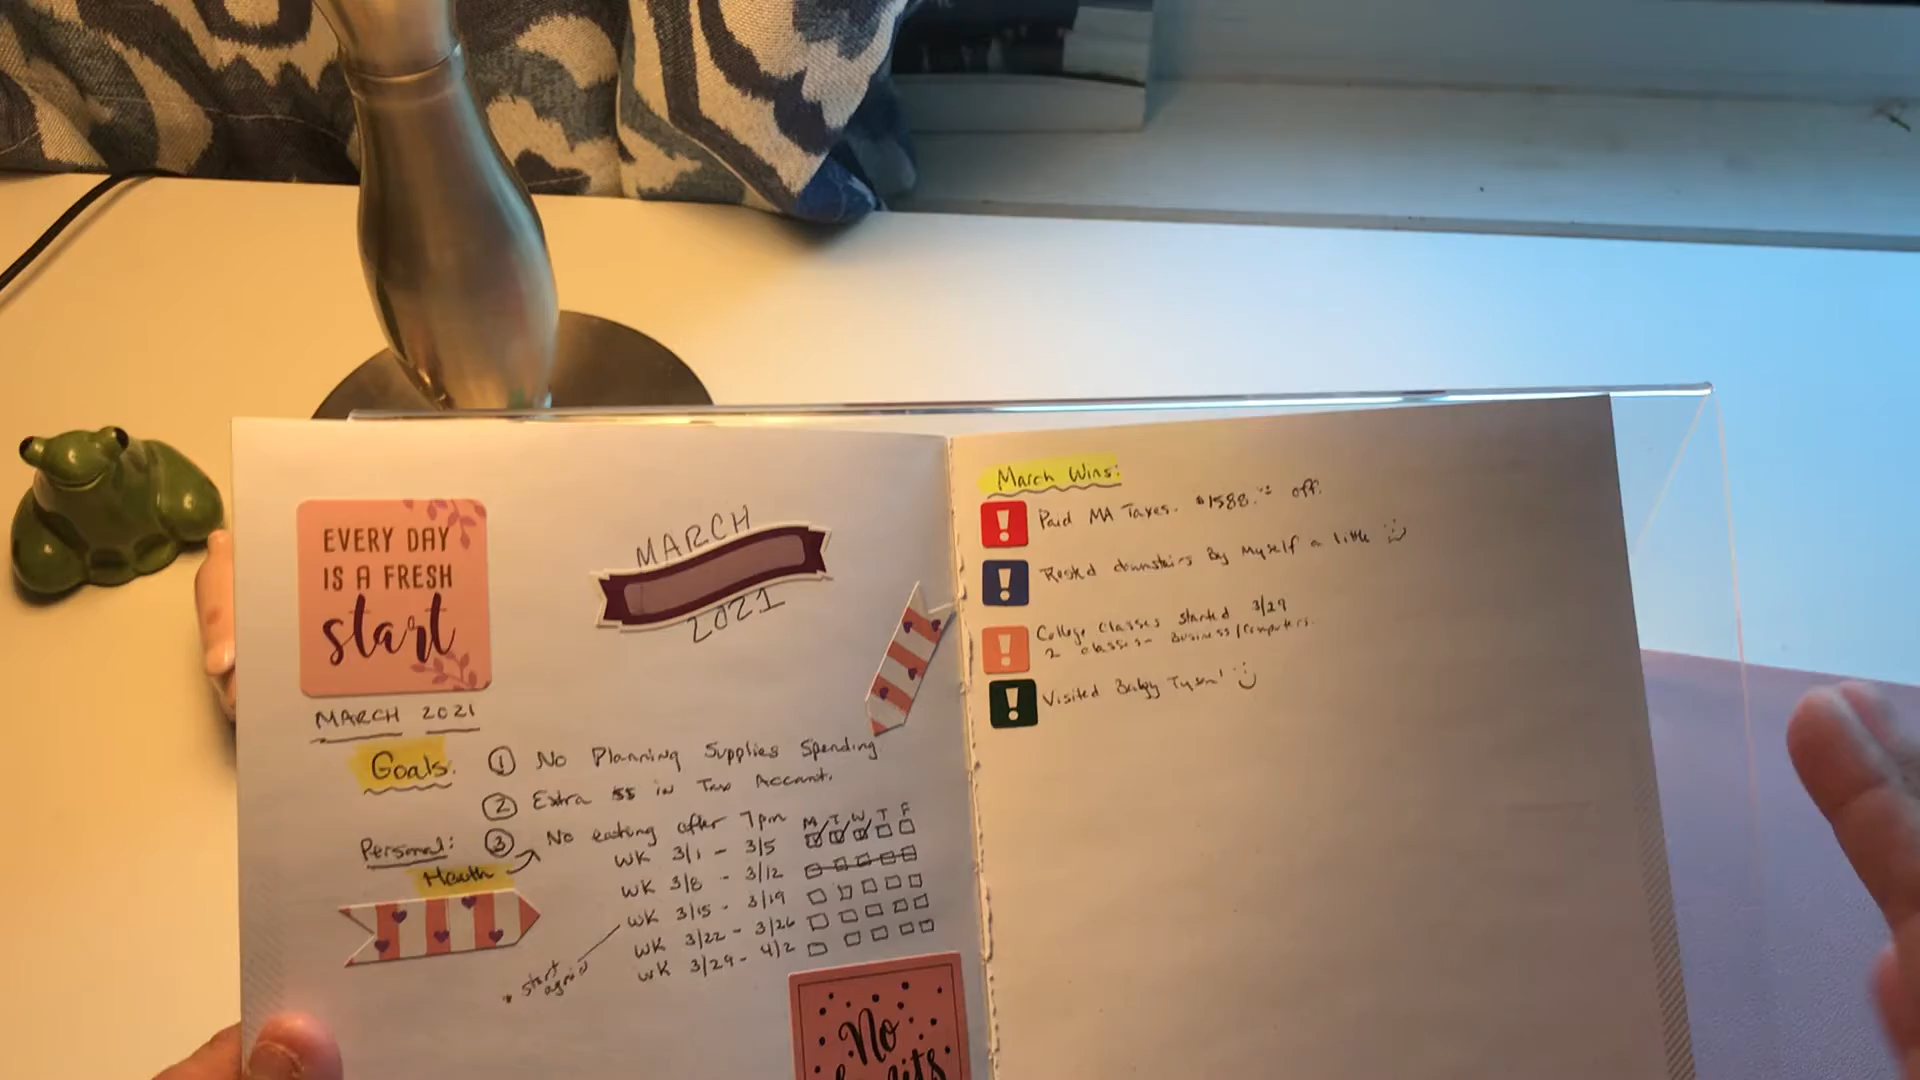 EVERY DAY
IS A FRESH
start
MARCH
2021
MARCH 2021
Goals.
① No Planning Supplies Spending
② Extra $$ in Tax Account.
Personal: ③ No eating after 7pm
Health
M T W T F
WK 3/1 - 3/5
WK 3/8 - 3/12
WK 3/15 - 3/19
WK 3/22 - 3/26
WK 3/29 - 4/2
* start
again
No
March Wins:
Paid MA Taxes. $1588. off.
downstairs By Myself a little
College Classes started 3/29
2 classes - Business/Computers.
Visited Baby